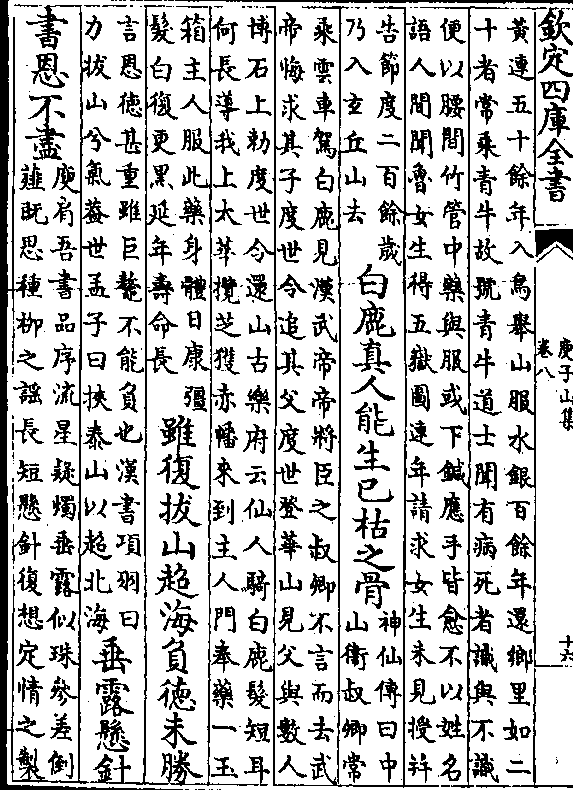 欽定四庫全書
庾子山集
卷八
十六
黃連五十餘年入烏舉山服水銀百餘年還鄉里如二
十者常乘青牛故號青牛道士聞有病死者識與不識
便以腰間竹管中藥與服或下鍼應手皆愈不以姓名
語人間聞魯女生得五嶽圖連年請求女生未見授并
告節度二百餘歲
乃入玄丘山去
白鹿真人能生已枯之骨
神仙傳曰中
山衛叔卿常
乘雲車駕白鹿見漢武帝帝將臣之叔卿不言而去武
帝悔求其子度世令追其父度世登華山見父與數人
博石上勅度世令還山古樂府云仙人騎白鹿髮短耳
何長導我上太華攬芝獲赤幡來到主人門奉藥一玉
箱主人服此藥身體日康彊
髮白復更黑延年壽命長
雖復拔山超海負徳未勝
言恩徳甚重雖巨鼇不能負也漢書項羽曰
力拔山兮氣葢世孟子曰挾泰山以超北海
垂露懸針
書恩不盡
庾肩吾書品序流星疑燭垂露似珠參差倒
薤既思種柳之謡長短懸針復想定情之製